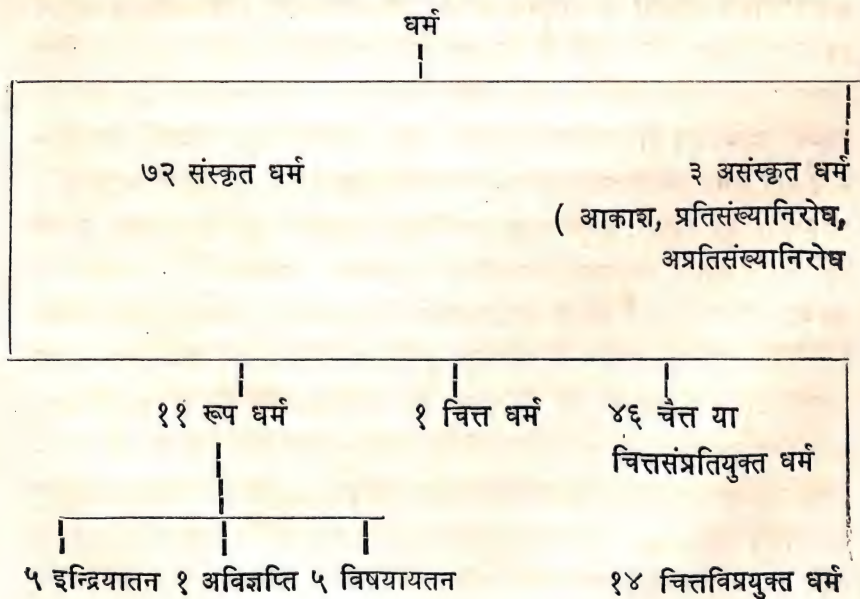 धर्म
७२ संस्कृत धर्म ३ असंस्कृत धर्म
( आकाश, प्रतिसंख्यानिरोध,
अप्रतिसंख्यानिरोध
११ रूप धर्म १ चित्त धर्म ४६ चैत्त या
चित्तसंप्रतियुक्त धर्म
५ इन्द्रियातन १ अविज्ञप्ति ५ विषयायतन १४ चित्तविप्रयुक्त धर्म